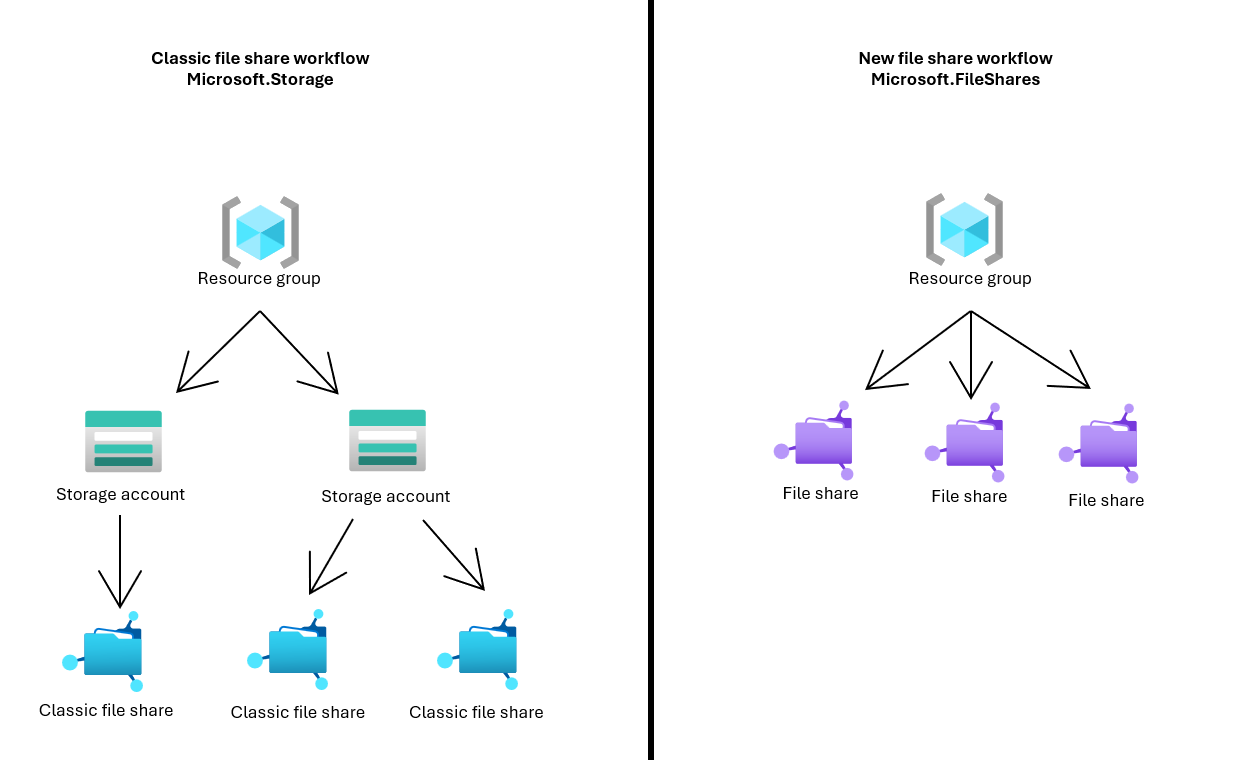 Classic file share workflow
Microsoft.Storage
Resource group
Storage account
Storage account
Classic file share
Classic file share
Classic file share
New file share workflow
Microsoft.FileShares
Resource group
File share
File share
File share